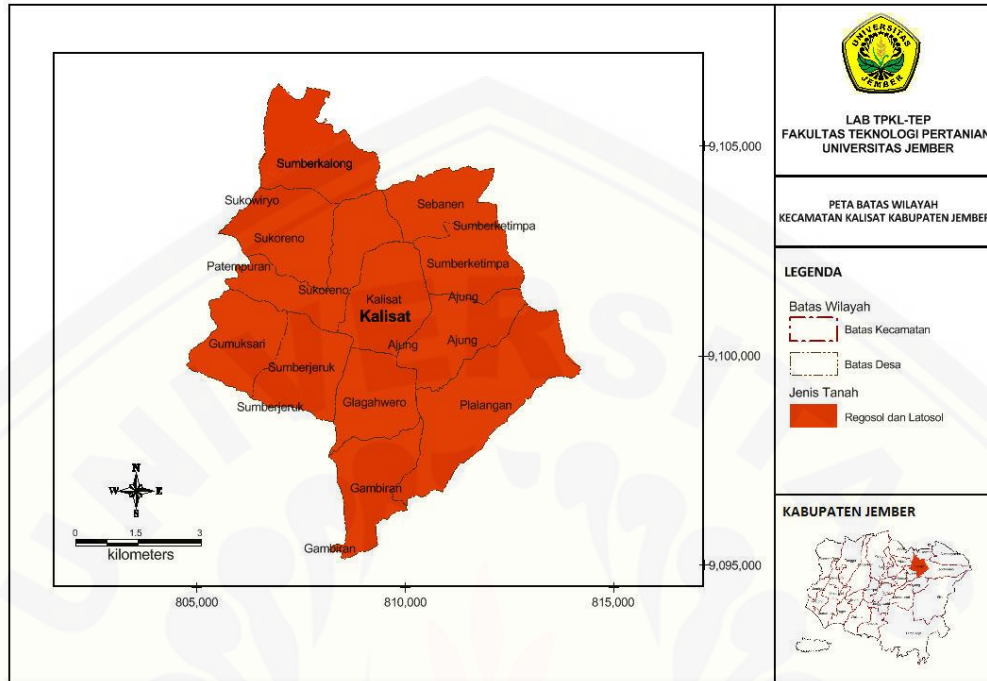 UNIVERSITAS
JEMBER
LAB TPKL-TEP
FAKULTAS TEKNOLOGI PERTANIAN
UNIVERSITAS JEMBER
PETA BATAS WILAYAH
KECAMATAN KALISAT KABUPATEN JEMBER
LEGENDA
Batas Wilayah
Batas Kecamatan
Batas Desa
Jenis Tanah
Regosol dan Latosol
KABUPATEN JEMBER
Sumberkalong
Sukowiryo
Sebanen
Sumberketimpa
Sukoreno
Patempuran
Sumberketimpa
Sukoreno
Kalisat
Ajung
Kalisat
Gumuksari
Ajung
Ajung
Sumberjeruk
Sumberjeruk
Glagahwero
Plalangan
Gambiran
Gambiran
N
W
E
S
0 1.5 3
kilometers
9,105,000
9,100,000
9,095,000
805,000 810,000 815,000
UNIVERSITA